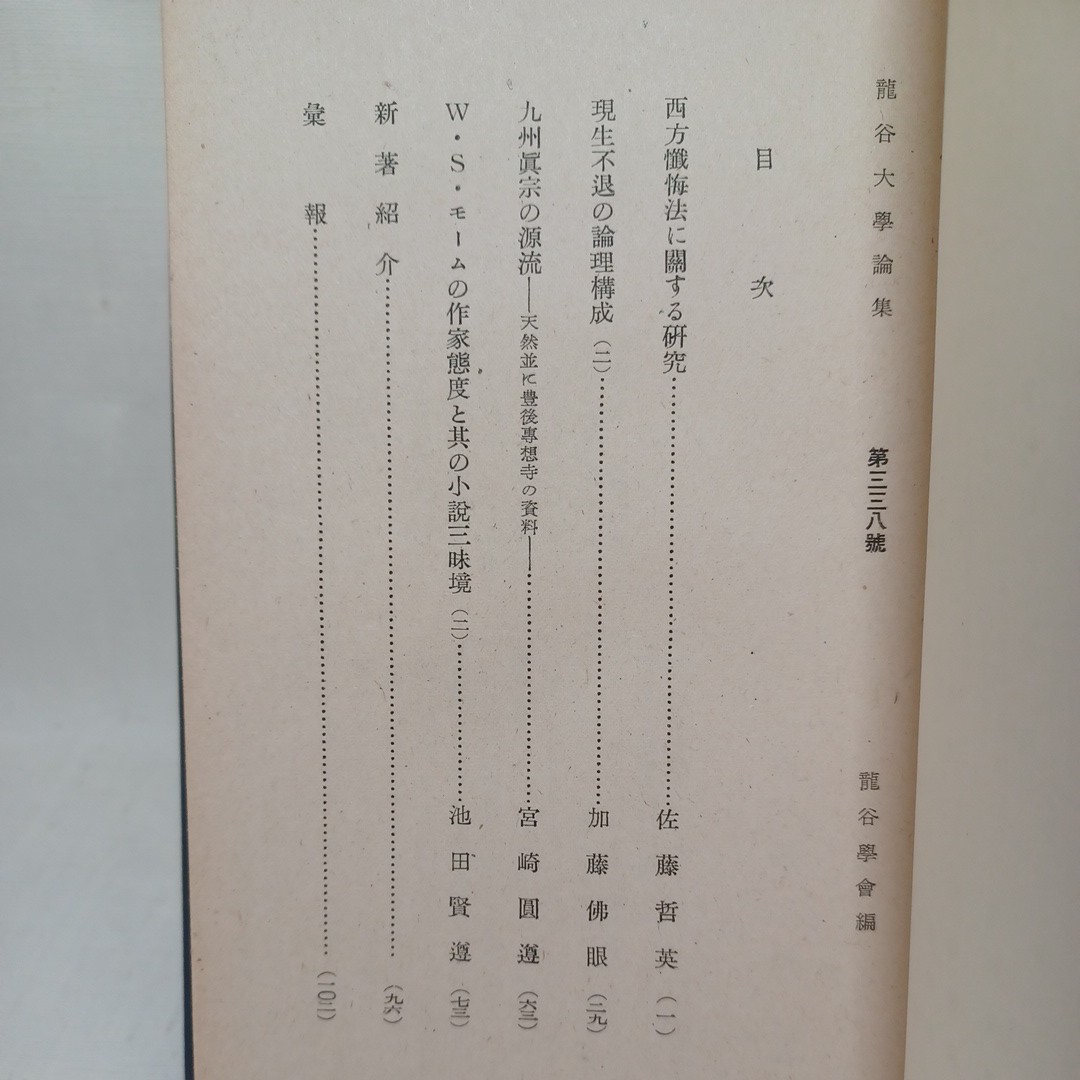 龍谷大學論集 第三三八號 龍谷學會編
目次
西方懺悔法に關する硏究……………佐藤哲英(一)
現生不退の論理構成(二)……………加藤佛眼(二九)
九州眞宗の源流――天然並に豊後專想寺の資料――……………宮崎圓遵(六三)
W・S・モームの作家態度と其の小說三昧境(二)……………池田賢遵(七三)
新著紹介……………(九六)
彙報……………(一〇二)